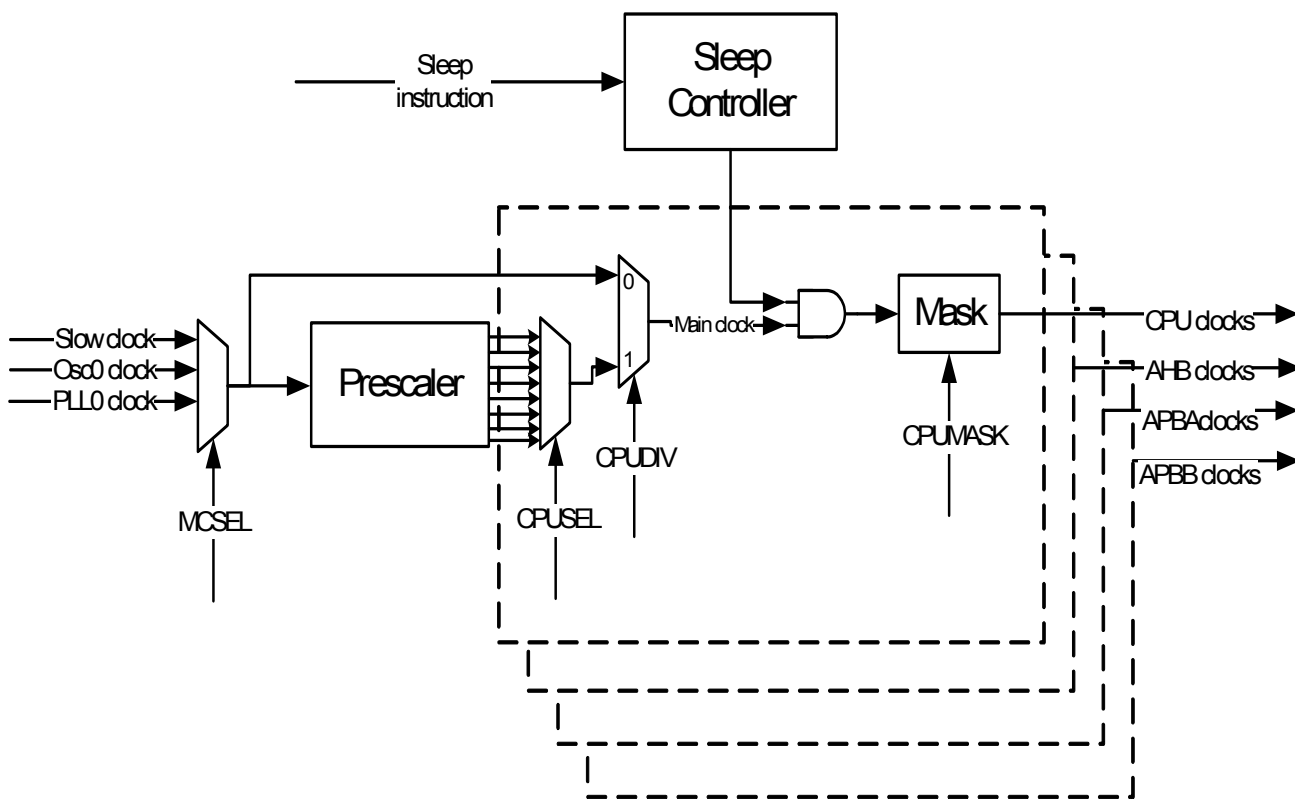 Sleep
instruction
Sleep
Controller
0
Slow clock
Osc0 clock
PLL0 clock
Prescaler
1
Main clock
Mask
CPU clocks
AHB clocks
APBA clocks
APBB clocks
MCSEL
CPUSEL
CPUDIV
CPUMASK